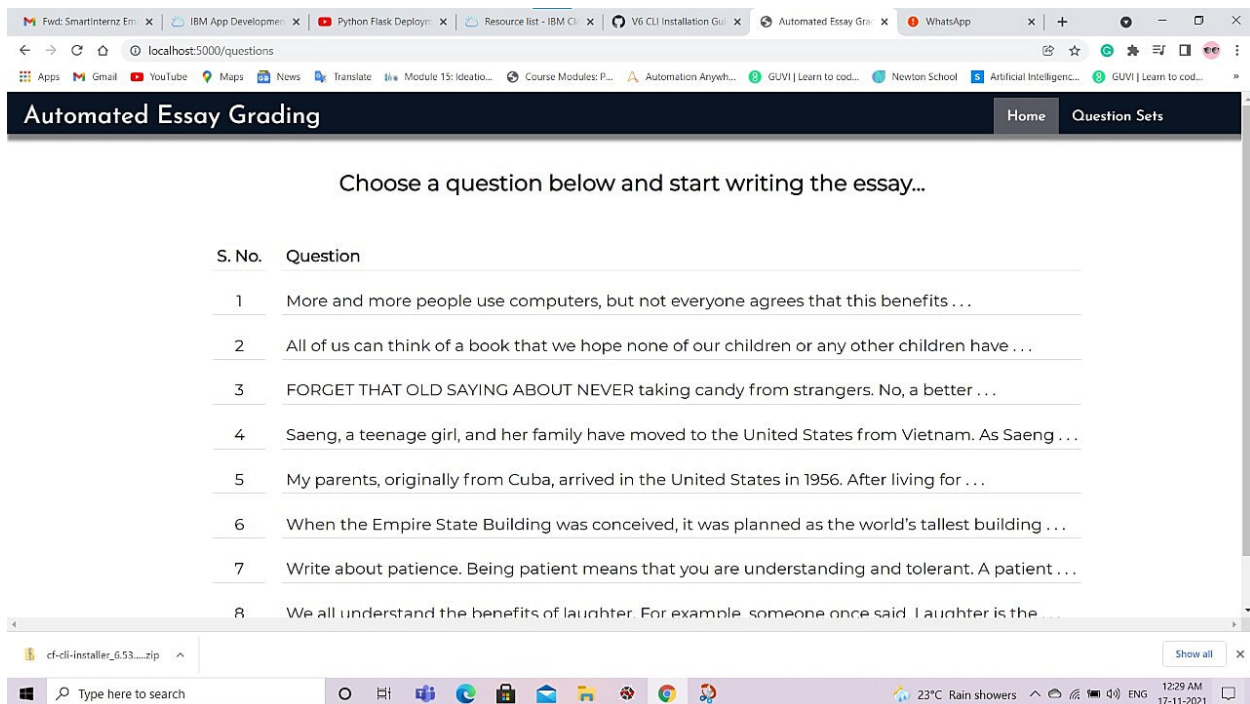 Fwd: SmartInternz Em
IBM App Developmen
Python Flask Deploym
Resource list - IBM Clo
V6 CLI Installation Gui
Automated Essay Gra
WhatsApp
localhost:5000/questions
Apps
Gmail
YouTube
Maps
News
Translate
Module 15: Ideatio...
Course Modules: P...
Automation Anywh...
GUVI | Learn to cod...
Newton School
Artificial Intelligenc...
GUVI | Learn to cod...
Automated Essay Grading
Home
Question Sets
Choose a question below and start writing the essay...
S. No. Question
1 More and more people use computers, but not everyone agrees that this benefits . . .
2 All of us can think of a book that we hope none of our children or any other children have . . .
3 FORGET THAT OLD SAYING ABOUT NEVER taking candy from strangers. No, a better . . .
4 Saeng, a teenage girl, and her family have moved to the United States from Vietnam. As Saeng . . .
5 My parents, originally from Cuba, arrived in the United States in 1956. After living for . . .
6 When the Empire State Building was conceived, it was planned as the world's tallest building . . .
7 Write about patience. Being patient means that you are understanding and tolerant. A patient . . .
8 We all understand the benefits of laughter. For example, someone once said, Laughter is the . . .
cf-cli-installer_6.53.....zip
Show all
Type here to search
23°C Rain showers
ENG
12:29 AM
17-11-2021